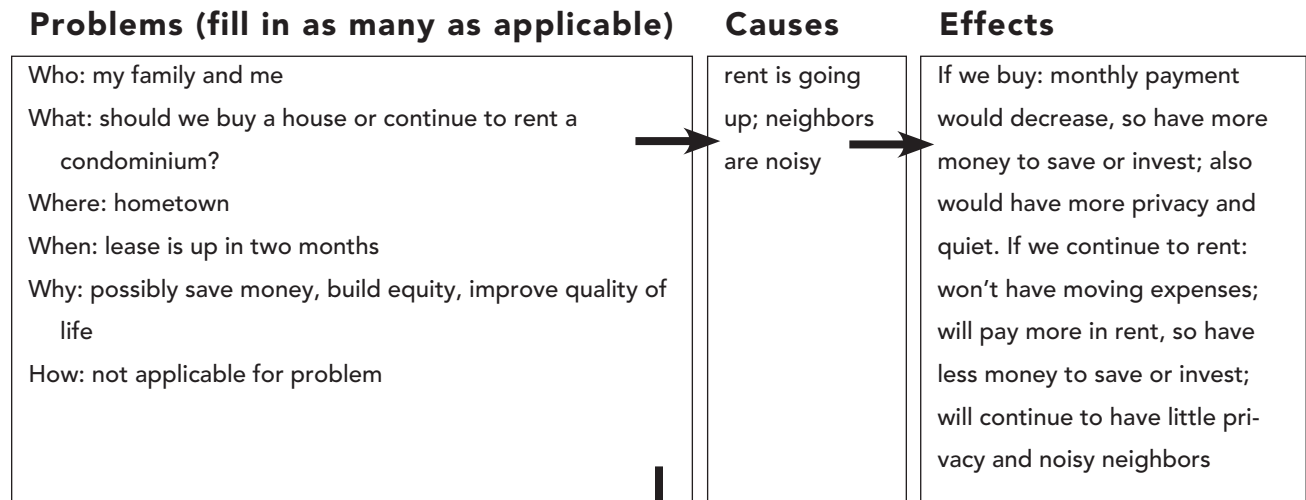 Problems (fill in as many as applicable)
Causes
Effects
Who: my family and me
What: should we buy a house or continue to rent a
condominium?
Where: hometown
When: lease is up in two months
Why: possibly save money, build equity, improve quality of
life
How: not applicable for problem
rent is going
up; neighbors
are noisy
If we buy: monthly payment
would decrease, so have more
money to save or invest; also
would have more privacy and
quiet. If we continue to rent:
won't have moving expenses;
will pay more in rent, so have
less money to save or invest;
will continue to have little pri-
vacy and noisy neighbors